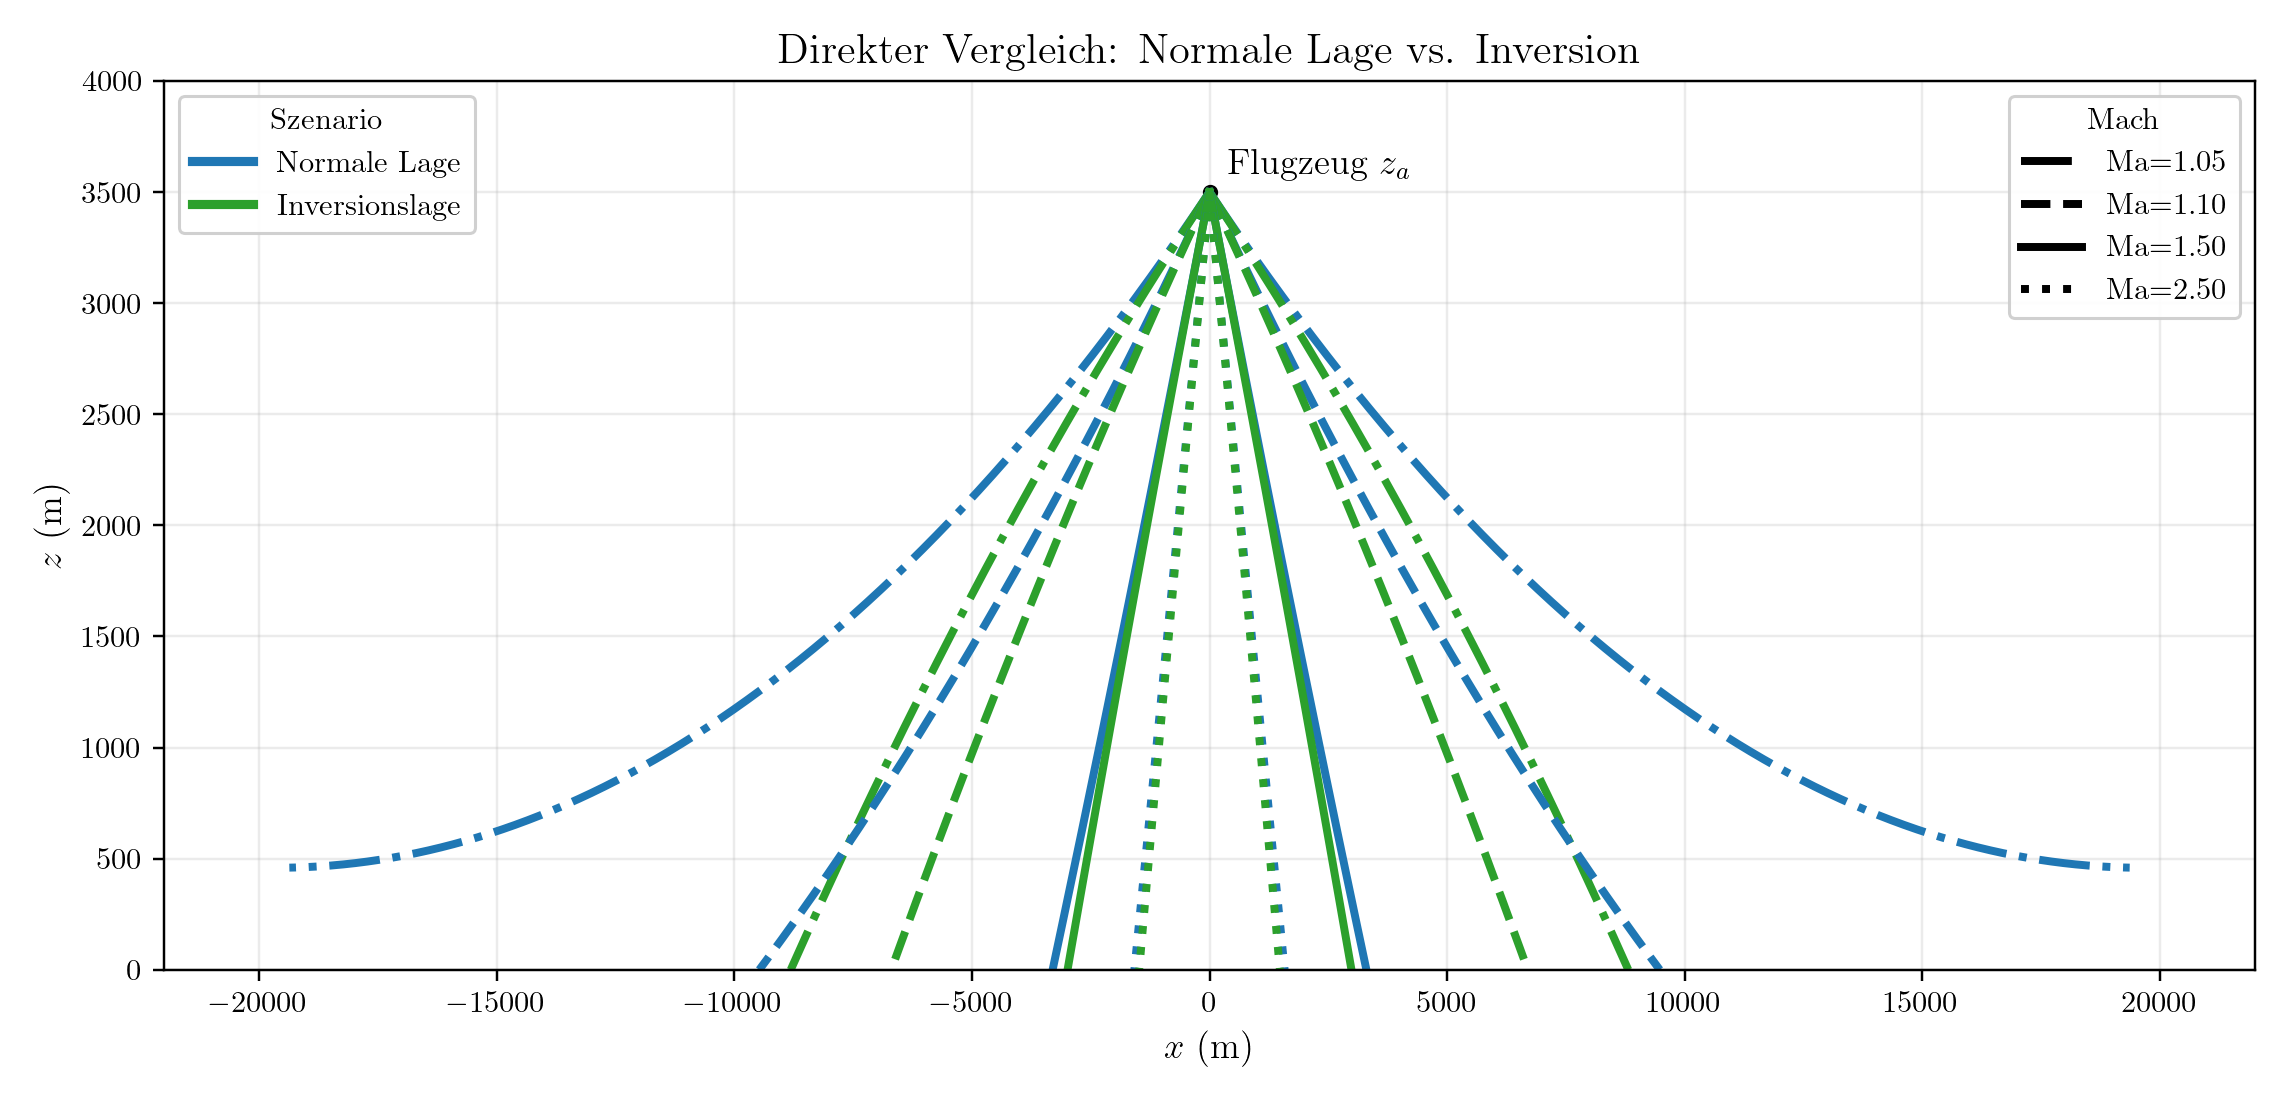 Direkter Vergleich: Normale Lage vs. Inversion
Szenario
Normale Lage
Inversionslage
Mach
Ma=1.05
Ma=1.10
Ma=1.50
Ma=2.50
Flugzeug zₐ
4000
3500
3000
2500
2000
1500
1000
500
0
z (m)
−20000 −15000 −10000 −5000 0 5000 10000 15000 20000
x (m)